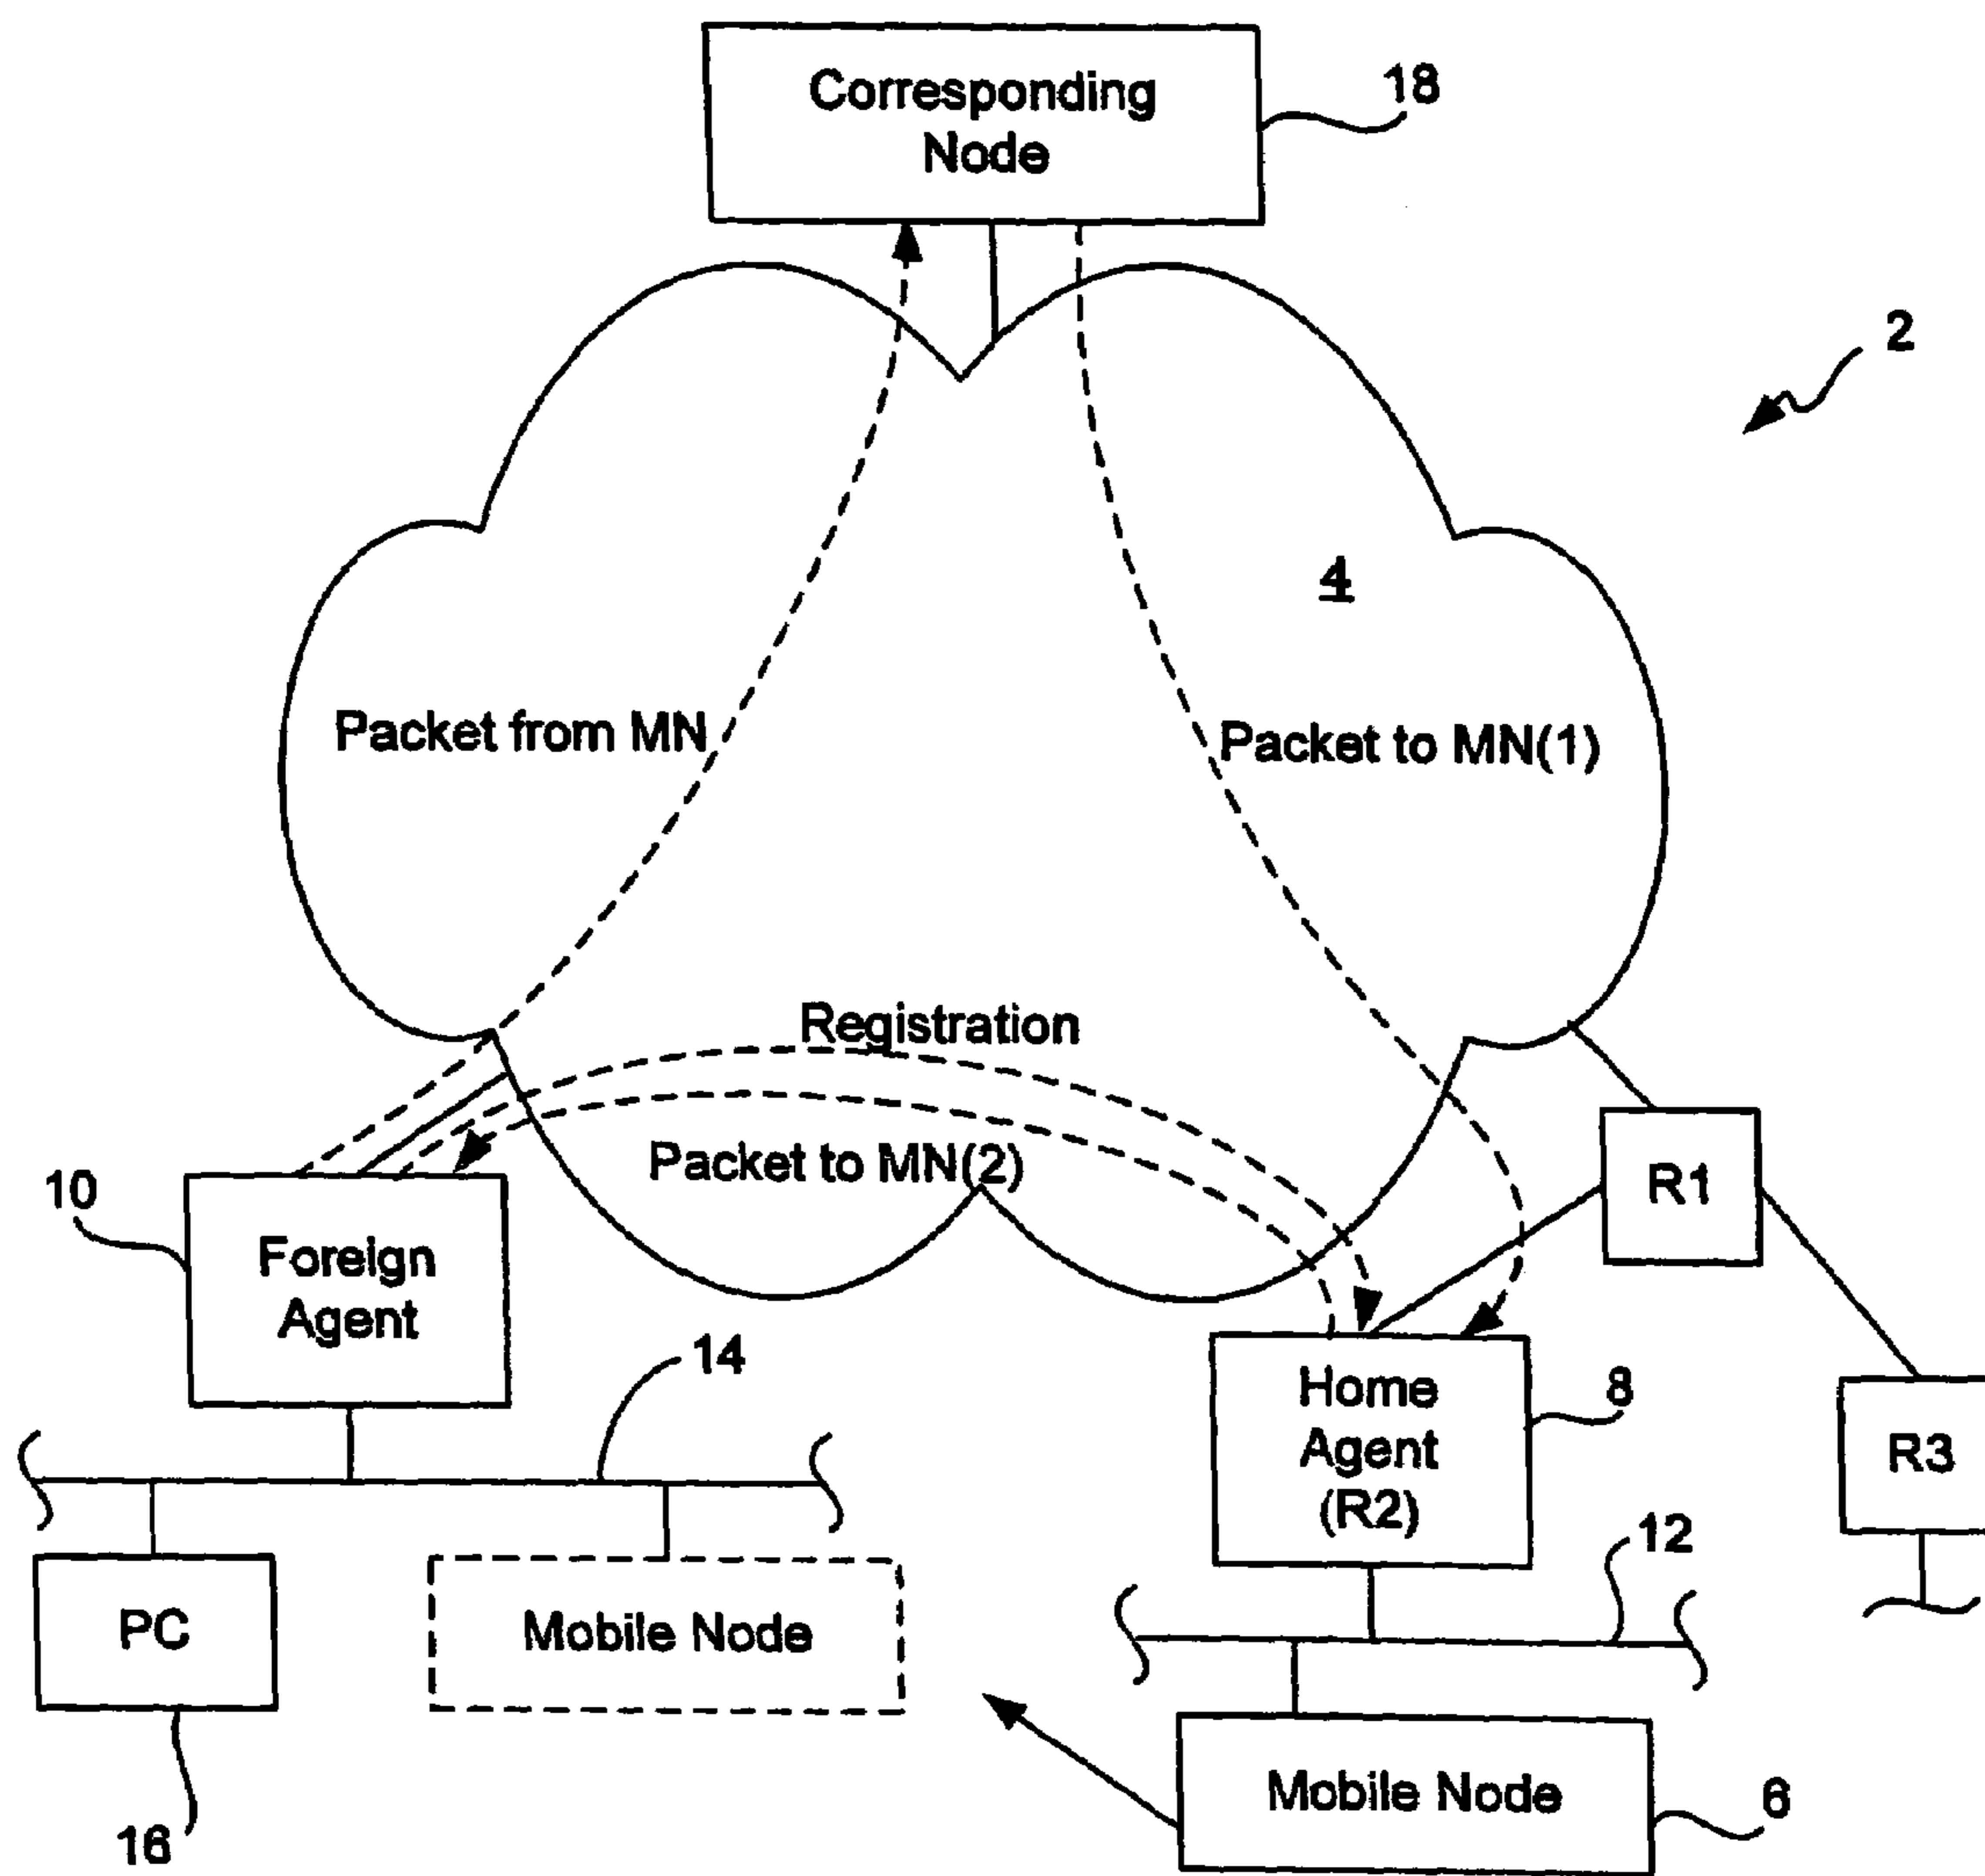 Corresponding
Node
18
2
4
Packet from MN
Packet to MN(1)
Registration
Packet to MN(2)
R1
10
Foreign
Agent
14
Home
Agent
(R2)
8
R3
12
PC
Mobile Node
Mobile Node
6
16